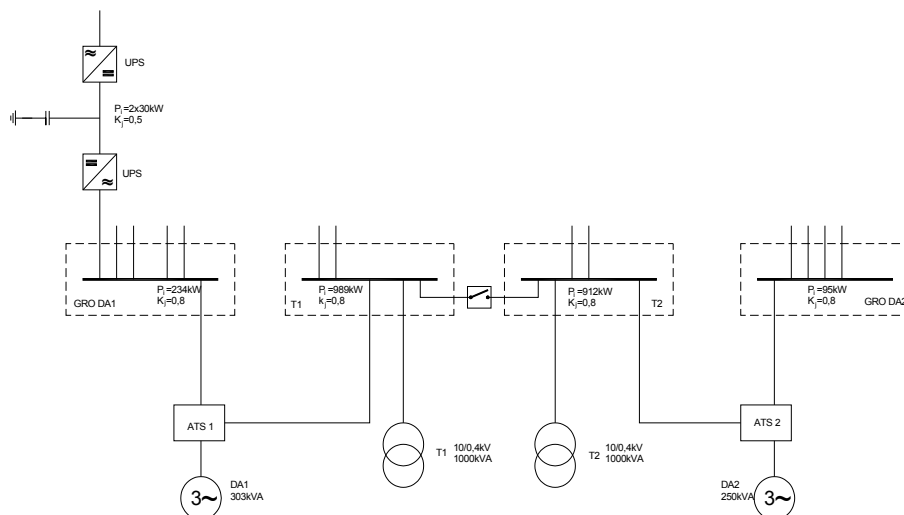 UPS
Pi=2x30kW
Kj=0,5
UPS
GRO DA1
Pi=234kW
Kj=0,8
T1
Pi=989kW
kj=0,8
Pi=912kW
Kj=0,8
T2
Pi=95kW
Kj=0,8
GRO DA2
ATS 1
ATS 2
T1
10/0,4kV
1000kVA
T2
10/0,4kV
1000kVA
DA1
303kVA
3~
DA2
250kVA
3~